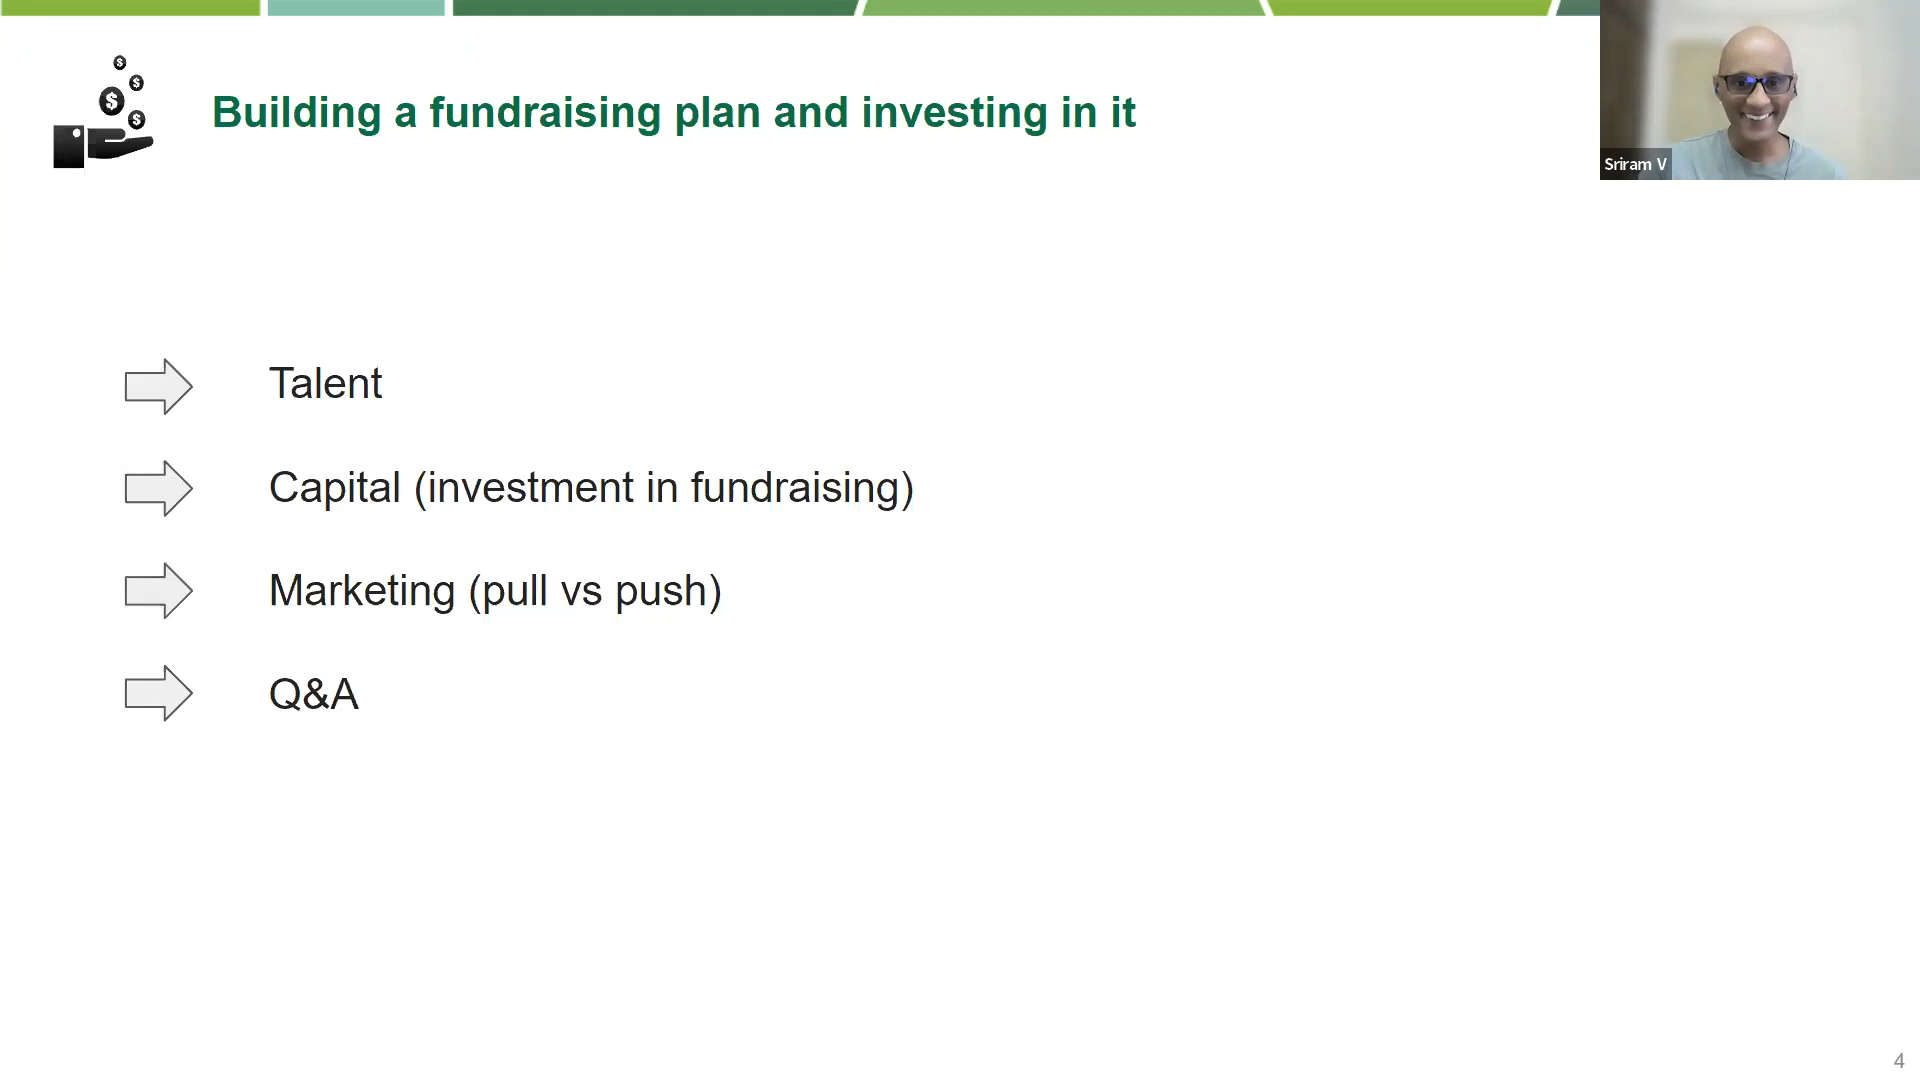 Building a fundraising plan and investing in it
Sriram V
Talent
Capital (investment in fundraising)
Marketing (pull vs push)
Q&A
4